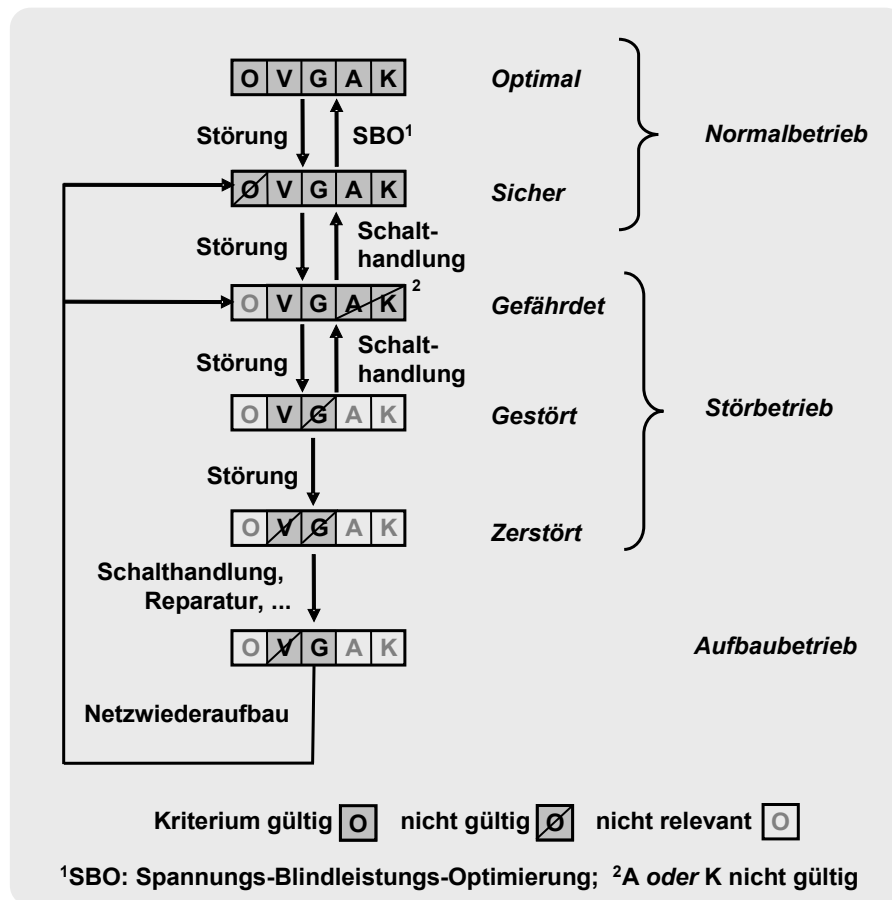 O V G A K Optimal
Störung SBO¹
Normalbetrieb
O V G A K Sicher
Störung Schalt-
handlung
O V G A K ² Gefährdet
Störung Schalt-
handlung
O V G A K Gestört
Störbetrieb
Störung
O V G A K Zerstört
Schalthandlung,
Reparatur, ...
O V G A K Aufbaubetrieb
Netzwiederaufbau
Kriterium gültig O nicht gültig O nicht relevant O
¹SBO: Spannungs-Blindleistungs-Optimierung; ²A oder K nicht gültig